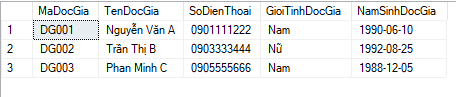 MaDocGia TenDocGia SoDienThoai GioiTinhDocGia NamSinhDocGia
1 DG001 Nguyễn Văn A 0901111222 Nam 1990-06-10
2 DG002 Trần Thị B 0903333444 Nữ 1992-08-25
3 DG003 Phan Minh C 0905555666 Nam 1988-12-05